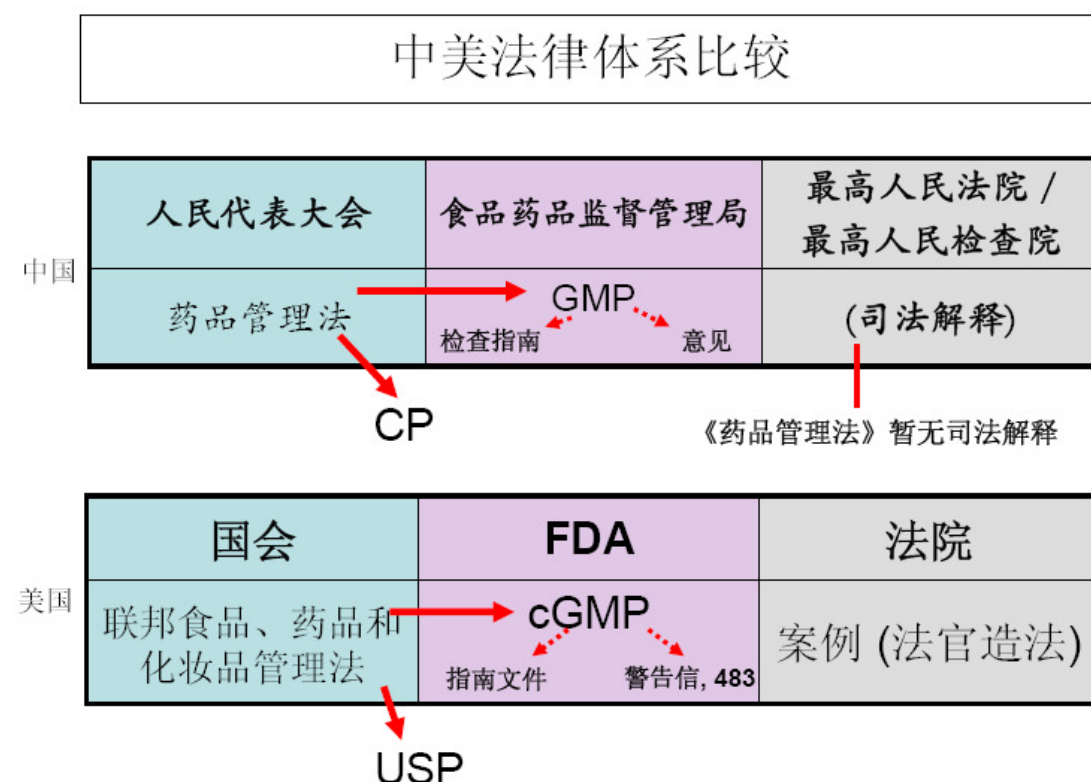 中美法律体系比较
人民代表大会
食品药品监督管理局
最高人民法院 /
最高人民检查院
中国
药品管理法
GMP
检查指南
意见
(司法解释)
CP
《药品管理法》暂无司法解释
国会
FDA
法院
美国
联邦食品、药品和
化妆品管理法
cGMP
指南文件
警告信, 483
案例 (法官造法)
USP